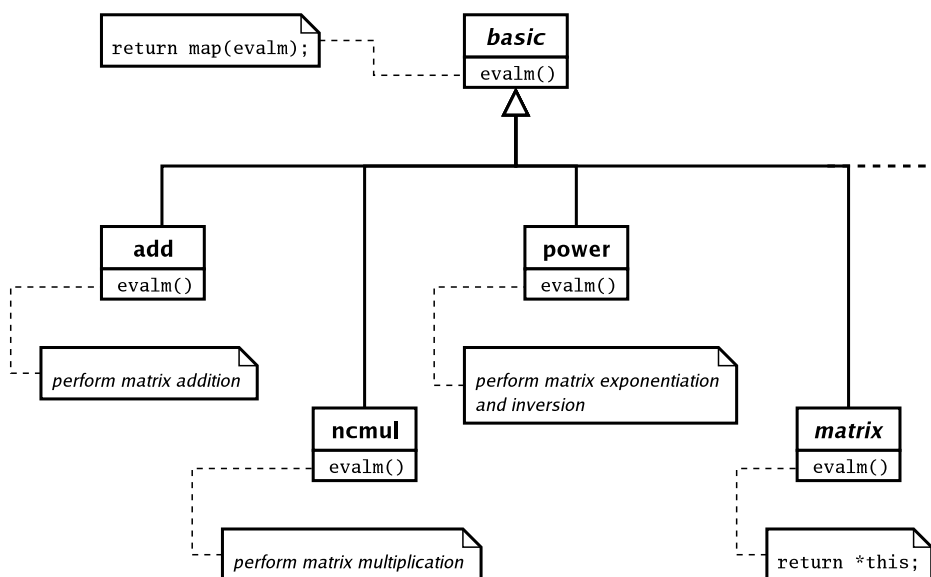 return map(evalm);
basic
evalm()
add
evalm()
power
evalm()
perform matrix addition
perform matrix exponentiation
and inversion
ncmul
evalm()
matrix
evalm()
perform matrix multiplication
return *this;